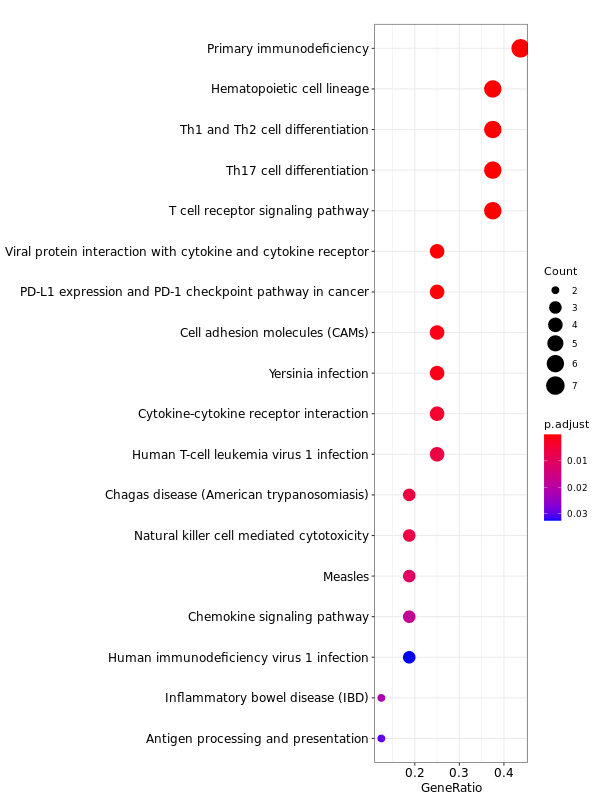 Primary immunodeficiency
Hematopoietic cell lineage
Th1 and Th2 cell differentiation
Th17 cell differentiation
T cell receptor signaling pathway
Viral protein interaction with cytokine and cytokine receptor
PD-L1 expression and PD-1 checkpoint pathway in cancer
Cell adhesion molecules (CAMs)
Yersinia infection
Cytokine-cytokine receptor interaction
Human T-cell leukemia virus 1 infection
Chagas disease (American trypanosomiasis)
Natural killer cell mediated cytotoxicity
Measles
Chemokine signaling pathway
Human immunodeficiency virus 1 infection
Inflammatory bowel disease (IBD)
Antigen processing and presentation
0.2 0.3 0.4
GeneRatio
Count
2
3
4
5
6
7
p.adjust
0.01
0.02
0.03